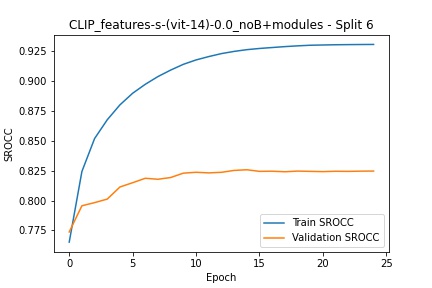 CLIP_features-s-(vit-14)-0.0_noB+modules - Split 6
0.925
0.900
0.875
0.850
0.825
0.800
0.775
SROCC
0
5
10
15
20
25
Epoch
Train SROCC
Validation SROCC